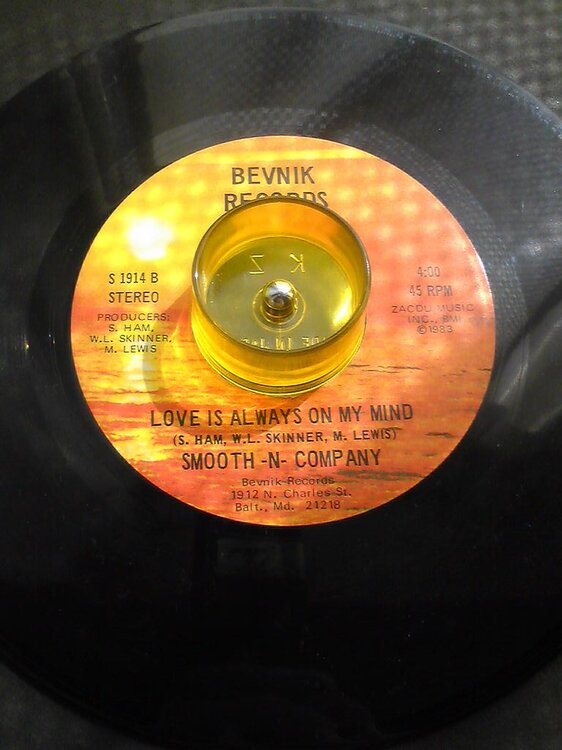 BEVNIK
RECORDS
S 1914 B
STEREO
PRODUCERS:
S. HAM,
W.L. SKINNER,
M. LEWIS
4:00
45 RPM
ZACDU MUSIC
INC., BMI
©1983
K Z
LOVE IS ALWAYS ON MY MIND
(S. HAM, W.L. SKINNER, M. LEWIS)
SMOOTH -N- COMPANY
Bevnik Records
1912 N. Charles St.
Balt., Md. 21218